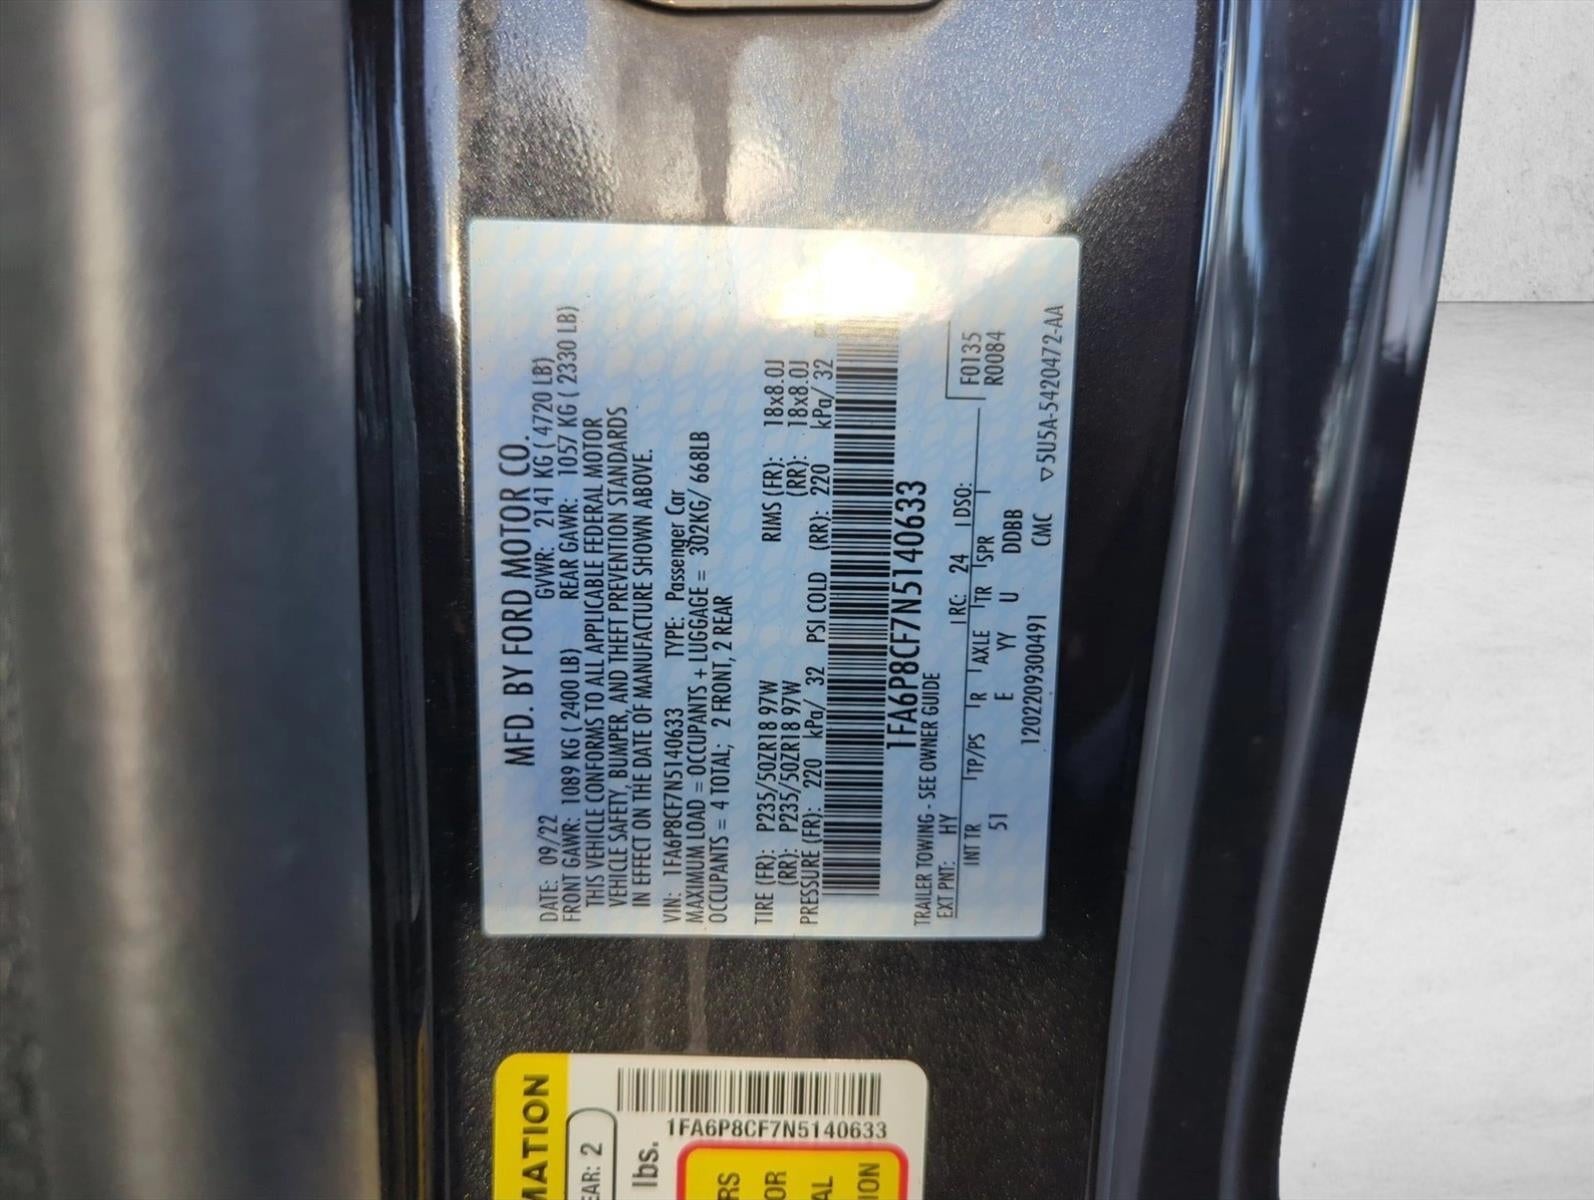 MFD. BY FORD MOTOR CO.
DATE: 09/22 GVWR: 2141 KG ( 4720 LB)
FRONT GAWR: 1089 KG ( 2400 LB) REAR GAWR: 1057 KG ( 2330 LB)
THIS VEHICLE CONFORMS TO ALL APPLICABLE FEDERAL MOTOR
VEHICLE SAFETY, BUMPER, AND THEFT PREVENTION STANDARDS
IN EFFECT ON THE DATE OF MANUFACTURE SHOWN ABOVE.
VIN: 1FA6P8CF7N5140633 TYPE: Passenger Car
MAXIMUM LOAD = OCCUPANTS + LUGGAGE = 302KG/ 668LB
OCCUPANTS = 4 TOTAL; 2 FRONT, 2 REAR
TIRE (FR): P235/50ZR18 97W RIMS (FR): 18x8.0J
(RR): P235/50ZR18 97W (RR): 18x8.0J
PRESSURE (FR): 220 kPa/ 32 PSI COLD (RR): 220 kPa/ 32
1FA6P8CF7N5140633
TRAILER TOWING - SEE OWNER GUIDE
EXT PNT: HY RC: 24 DSO: F0135
INT TR TP/PS R AXLE TR SPR R0084
51 E YY U DDBB
1202209300491 CMC ▽5U5A-5420472-AA
MATION
EAR: 2
lbs.
1FA6P8CF7N5140633
RS
OR
AL
ION